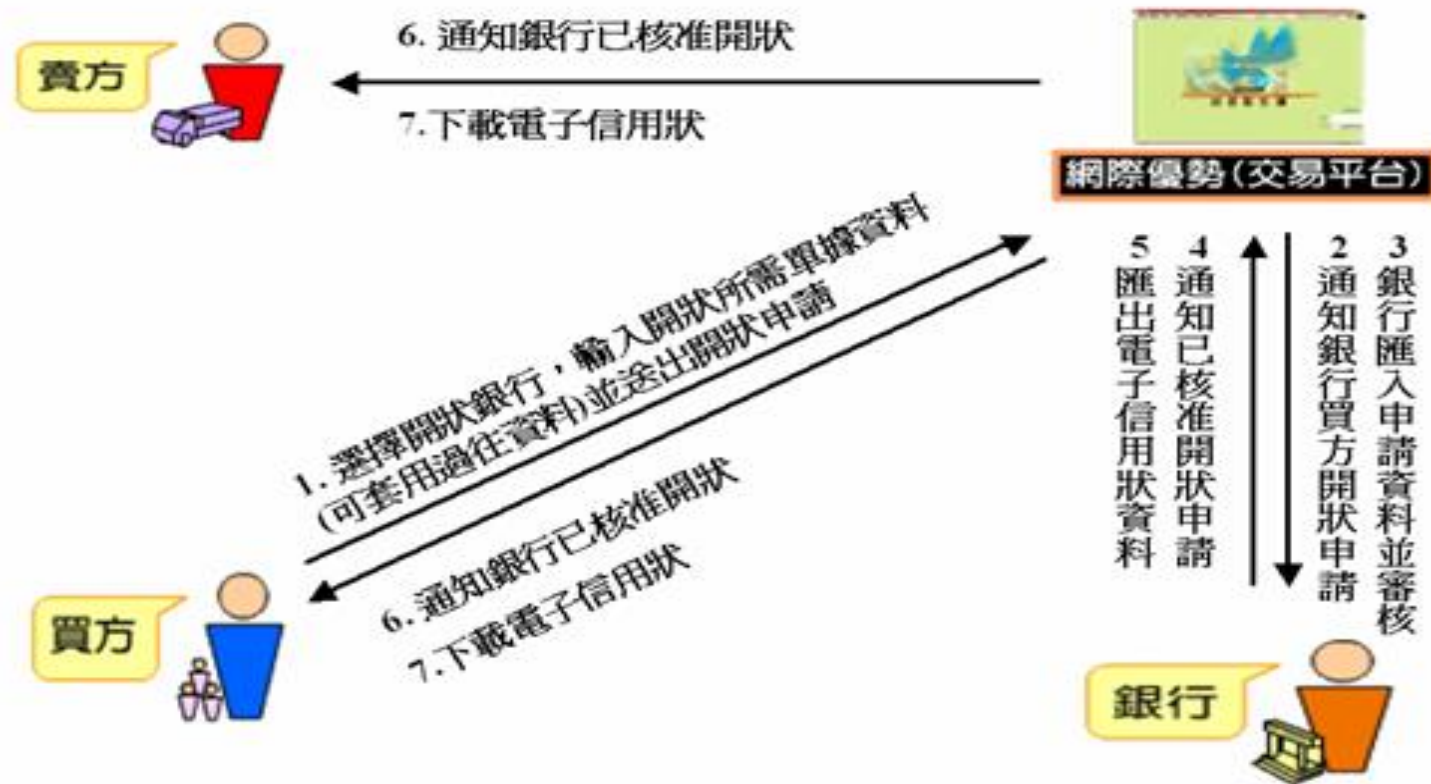 賣方
6. 通知銀行已核准開狀
7.下載電子信用狀
網際優勢(交易平台)
1. 選擇開狀銀行，輸入開狀所需單據資料
(可套用過往資料)並送出開狀申請
6. 通知銀行已核准開狀
7.下載電子信用狀
5 匯出電子信用狀資料
4 通知已核准開狀申請
2 通知銀行買方開狀申請
3 銀行匯入申請資料並審核
買方
銀行